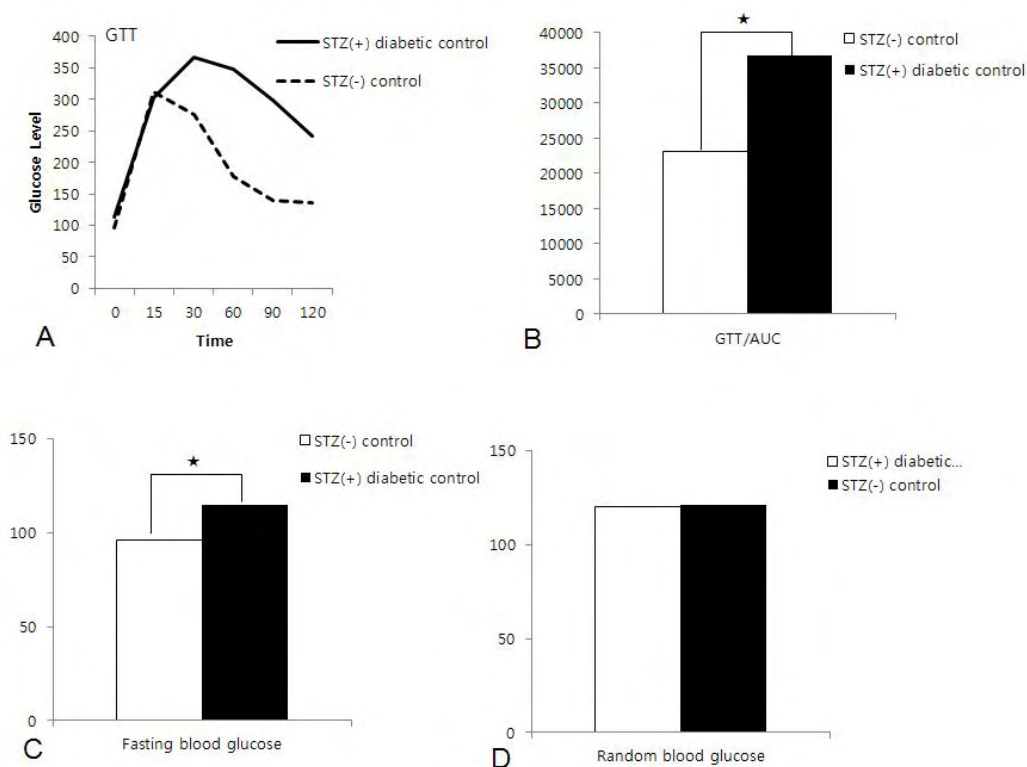 GTT
STZ(+) diabetic control
STZ(-) control
400
350
300
250
200
150
100
50
0
Glucose Level
0 15 30 60 90 120
Time
A
★
STZ(-) control
STZ(+) diabetic control
40000
35000
30000
25000
20000
15000
10000
5000
0
GTT/AUC
B
★
STZ(-) control
STZ(+) diabetic control
150
100
50
0
Fasting blood glucose
C
STZ(+) diabetic...
STZ(-) control
150
100
50
0
Random blood glucose
D